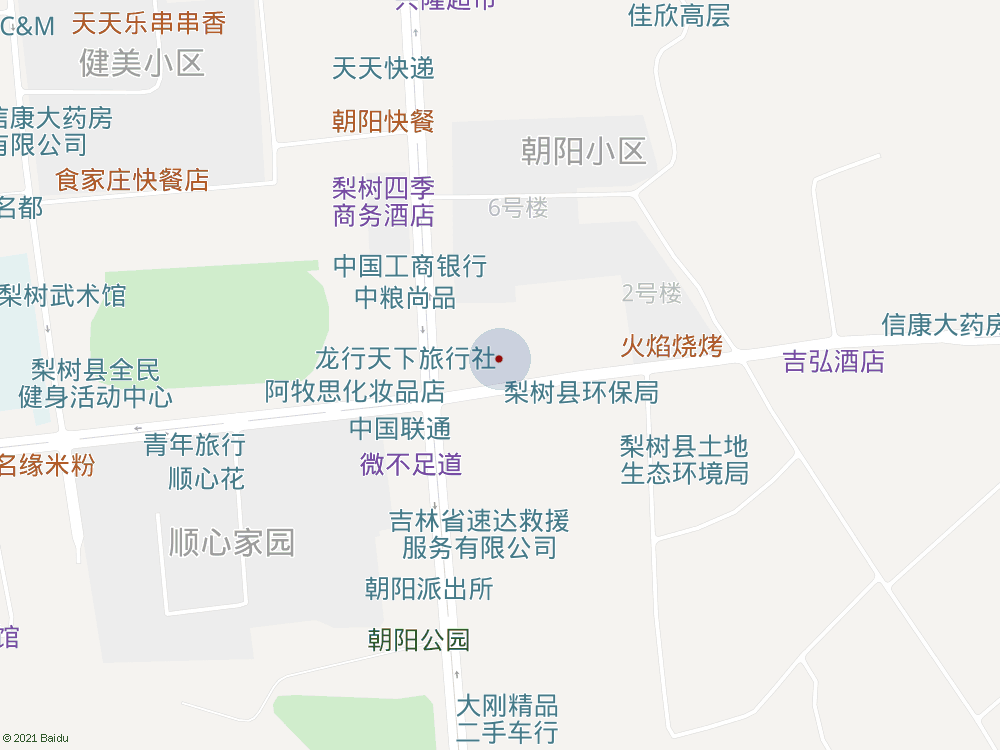 兴隆超市
佳欣高层
C&M
天天乐串串香
健美小区
天天快递
信康大药房
有限公司
朝阳快餐
朝阳小区
食家庄快餐店
梨树四季
商务酒店
名都
6号楼
中国工商银行
中粮尚品
梨树武术馆
2号楼
信康大药房
龙行天下旅行社
火焰烧烤
吉弘酒店
梨树县全民
健身活动中心
阿牧思化妆品店
梨树县环保局
中国联通
青年旅行
名缘米粉
微不足道
顺心花
梨树县土地
生态环境局
吉林省速达救援
服务有限公司
顺心家园
朝阳派出所
馆
朝阳公园
大刚精品
二手车行
© 2021 Baidu